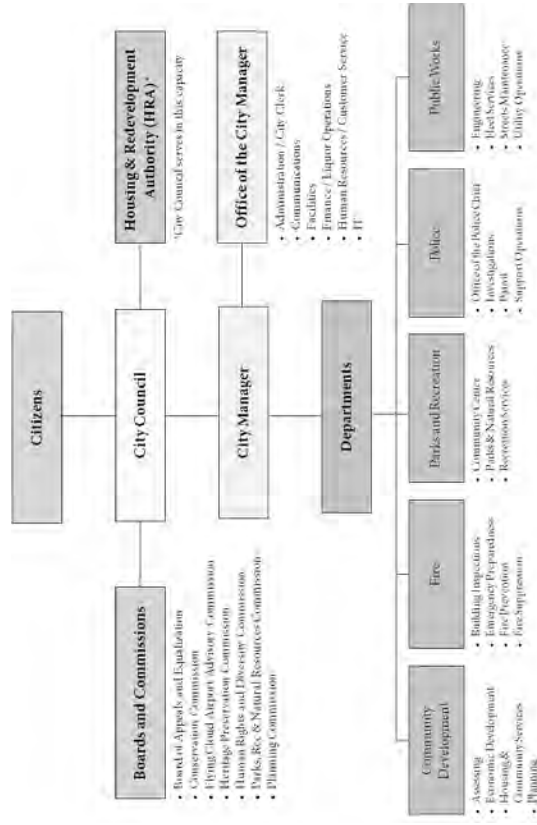 Citizens
City Council
Housing & Redevelopment
Authority (HRA)*
*City Council serves in this capacity
Boards and Commissions
• Board of Appeals and Equalization
• Conservation Commission
• Flying Cloud Airport Advisory Commission
• Heritage Preservation Commission
• Human Rights and Diversity Commission
• Parks, Rec & Natural Resources Commission
• Planning Commission
City Manager
Office of the City Manager
• Administration / City Clerk
• Communications
• Facilities
• Finance / Liquor Operations
• Human Resources / Customer Service
• IT
Departments
Community
Development
• Assessing
• Economic Development
• Housing &
Community Services
• Planning
Fire
• Building Inspections
• Emergency Preparedness
• Fire Prevention
• Fire Suppression
Parks and Recreation
• Community Center
• Parks & Natural Resources
• Recreation Services
Police
• Office of the Police Chief
• Investigations
• Patrol
• Support Operations
Public Works
• Engineering
• Fleet Services
• Streets Maintenance
• Utility Operations